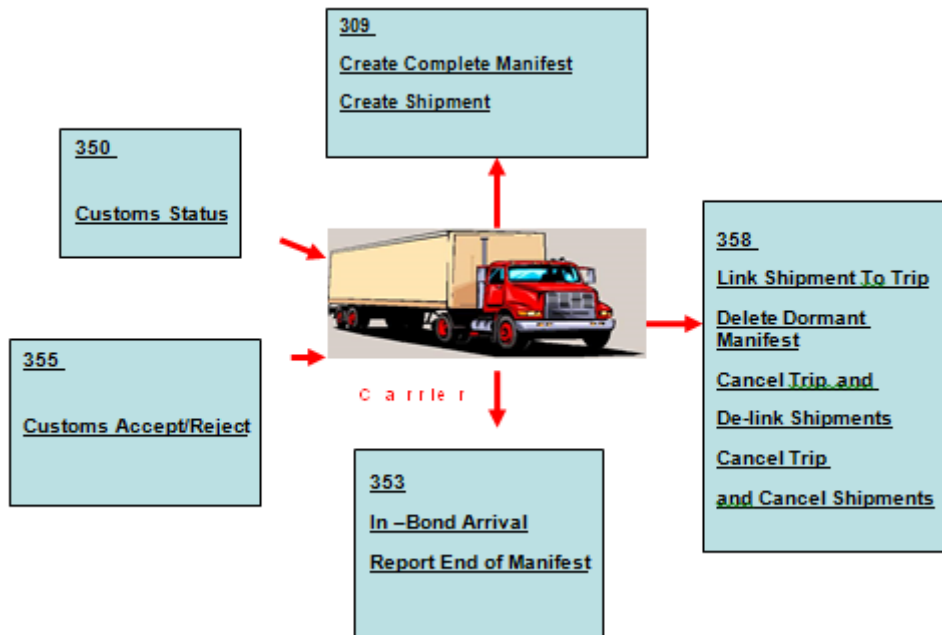 309
Create Complete Manifest
Create Shipment
350
Customs Status
358
Link Shipment To Trip
Delete Dormant
Manifest
Cancel Trip and
De-link Shipments
Cancel Trip
and Cancel Shipments
355
Customs Accept/Reject
Carrier
353
In –Bond Arrival
Report End of Manifest